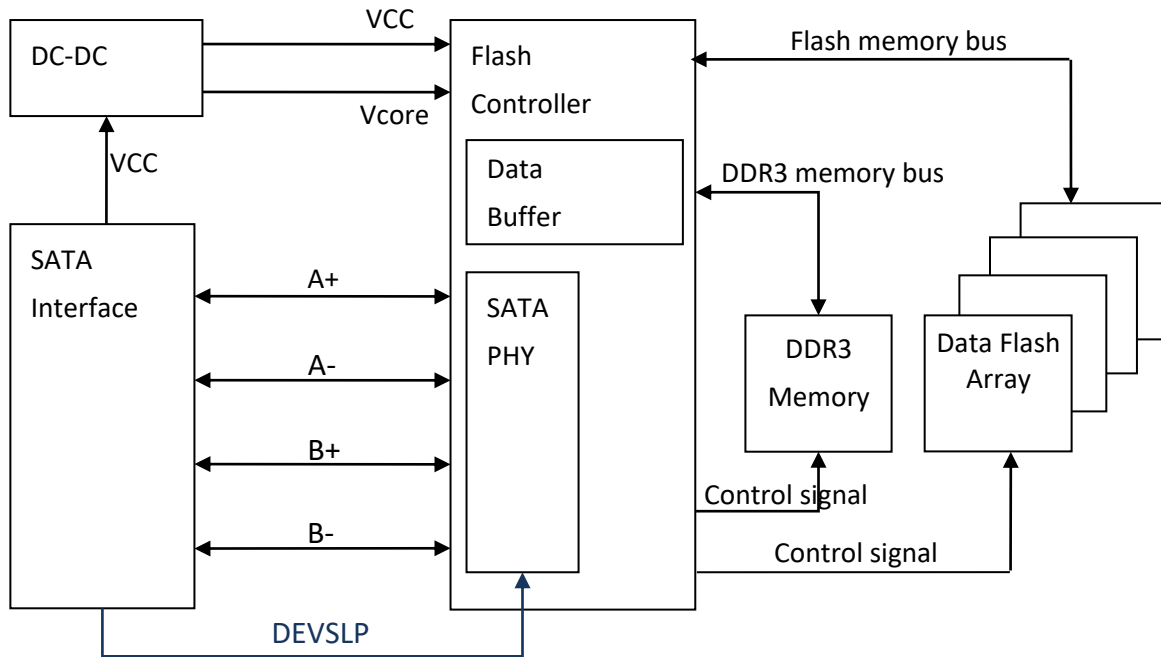 VCC
DC-DC
Flash
Controller
Flash memory bus
Vcore
VCC
Data
Buffer
DDR3 memory bus
SATA
Interface
A+
SATA
PHY
A-
DDR3
Memory
Data Flash
Array
B+
Control signal
B-
Control signal
DEVSLP